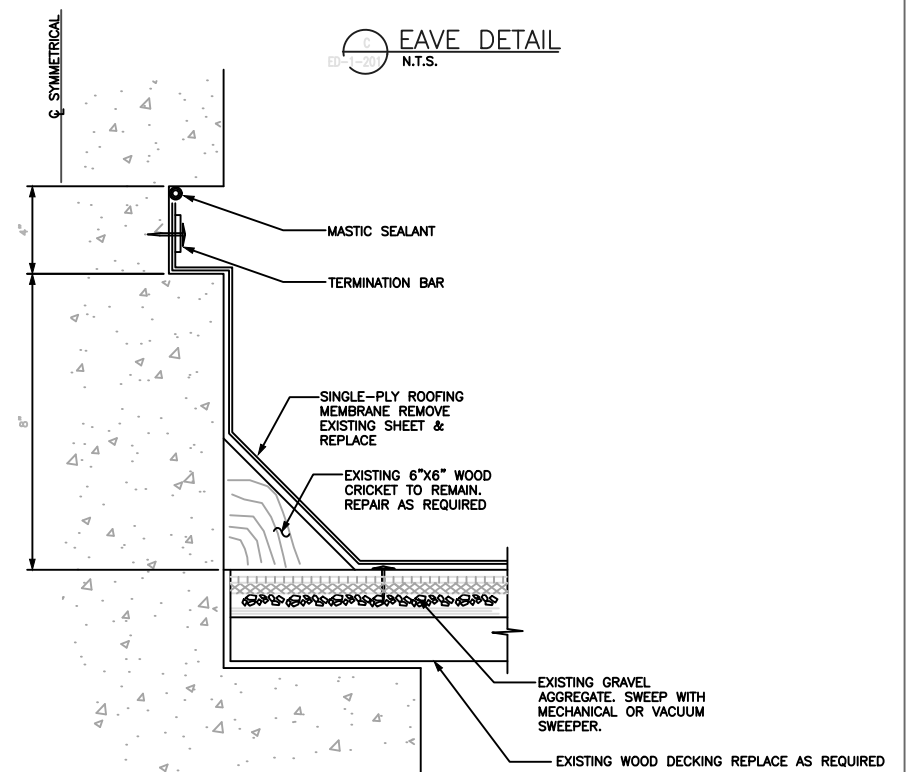 EAVE DETAIL
N.T.S.
C
ED-1-201
℄ SYMMETRICAL
4"
8"
MASTIC SEALANT
TERMINATION BAR
SINGLE-PLY ROOFING
MEMBRANE REMOVE
EXISTING SHEET &
REPLACE
EXISTING 6"X6" WOOD
CRICKET TO REMAIN.
REPAIR AS REQUIRED
EXISTING GRAVEL
AGGREGATE. SWEEP WITH
MECHANICAL OR VACUUM
SWEEPER.
EXISTING WOOD DECKING REPLACE AS REQUIRED